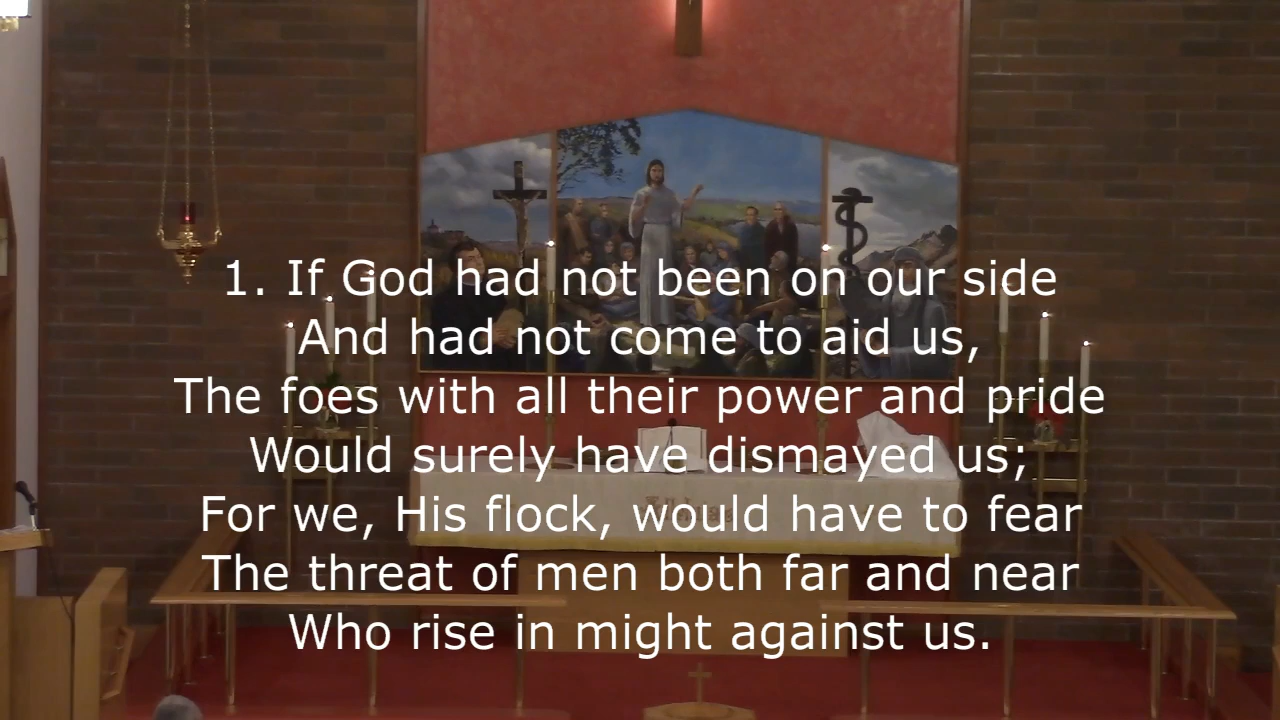 1. If God had not been on our side
And had not come to aid us,
The foes with all their power and pride
Would surely have dismayed us;
For we, His flock, would have to fear
The threat of men both far and near
Who rise in might against us.